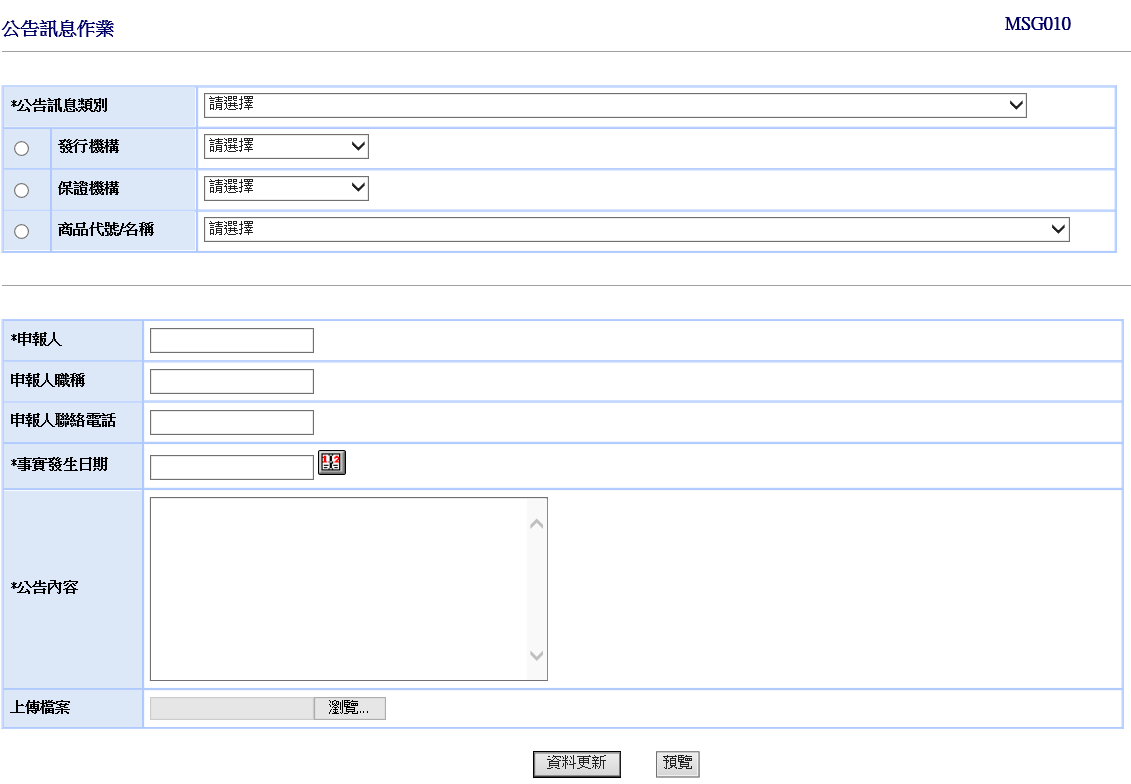 公告訊息作業 MSG010
*公告訊息類別 請選擇
發行機構 請選擇
保證機構 請選擇
商品代號/名稱 請選擇
*申報人
申報人職稱
申報人聯絡電話
*事實發生日期 12
*公告內容
上傳檔案 瀏覽...
資料更新 預覽